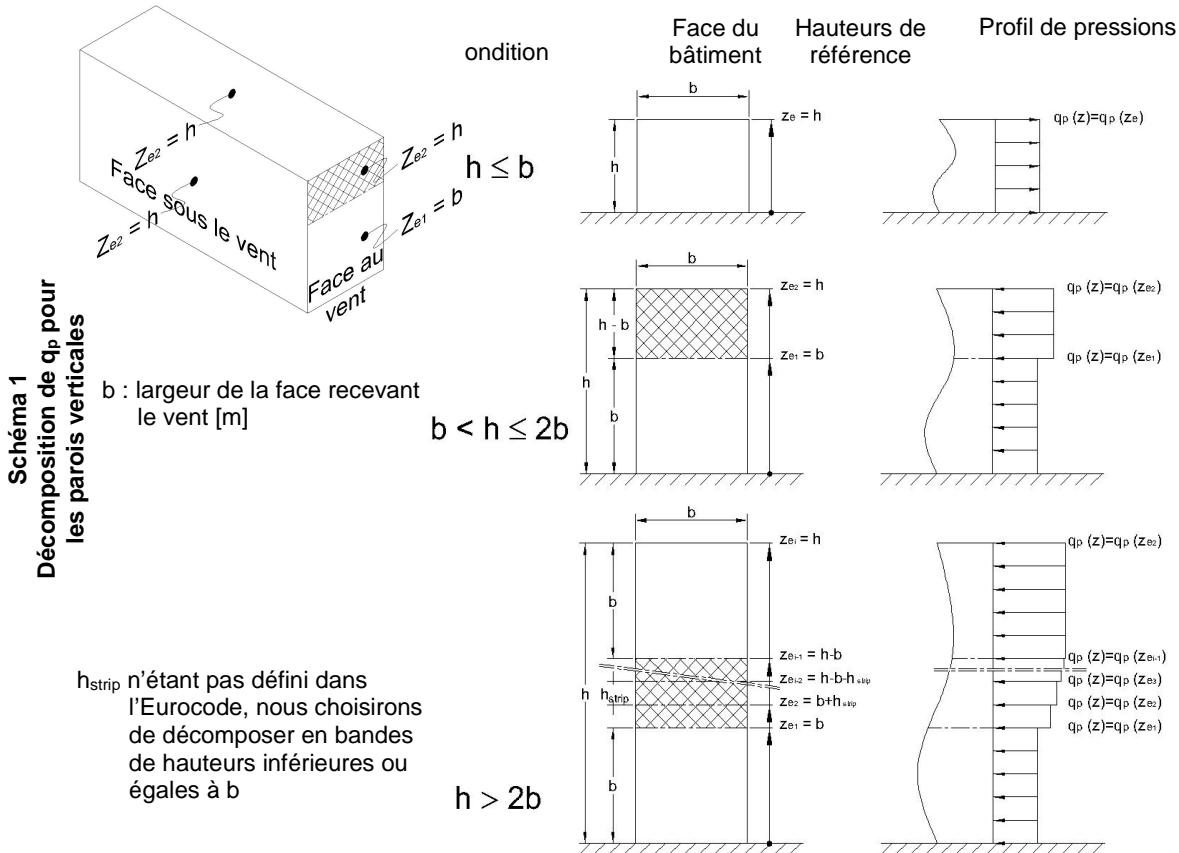 ondition
Face du
bâtiment
Hauteurs de
référence
Profil de pressions
Schéma 1
Décomposition de qp pour
les parois verticales
Ze2 = h
Ze2 = h
Face sous le vent
Ze2 = h
Ze1 = b
Face au
vent
b : largeur de la face recevant
le vent [m]
hstrip n’étant pas défini dans
l’Eurocode, nous choisirons
de décomposer en bandes
de hauteurs inférieures ou
égales à b
h ≤ b
b
h
ze = h
qp (z)=qp (ze)
b < h ≤ 2b
b
h
h - b
b
ze2 = h
ze1 = b
qp (z)=qp (ze2)
qp (z)=qp (ze1)
h > 2b
b
h
b
hstrip
b
zei = h
zei-1 = h-b
zei-2 = h-b-hstrip
ze2 = b+hstrip
ze1 = b
qp (z)=qp (ze2)
qp (z)=qp (zei-1)
qp (z)=qp (ze3)
qp (z)=qp (ze2)
qp (z)=qp (ze1)